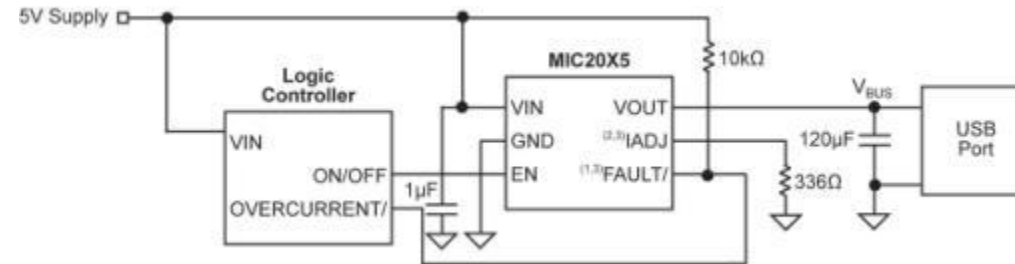 5V Supply
MIC20X5
10kΩ
Logic
Controller
VIN
VOUT
VBUS
VIN
GND
(2,3)IADJ
120µF
USB
Port
ON/OFF
EN
(1,3)FAULT/
1µF
336Ω
OVERCURRENT/